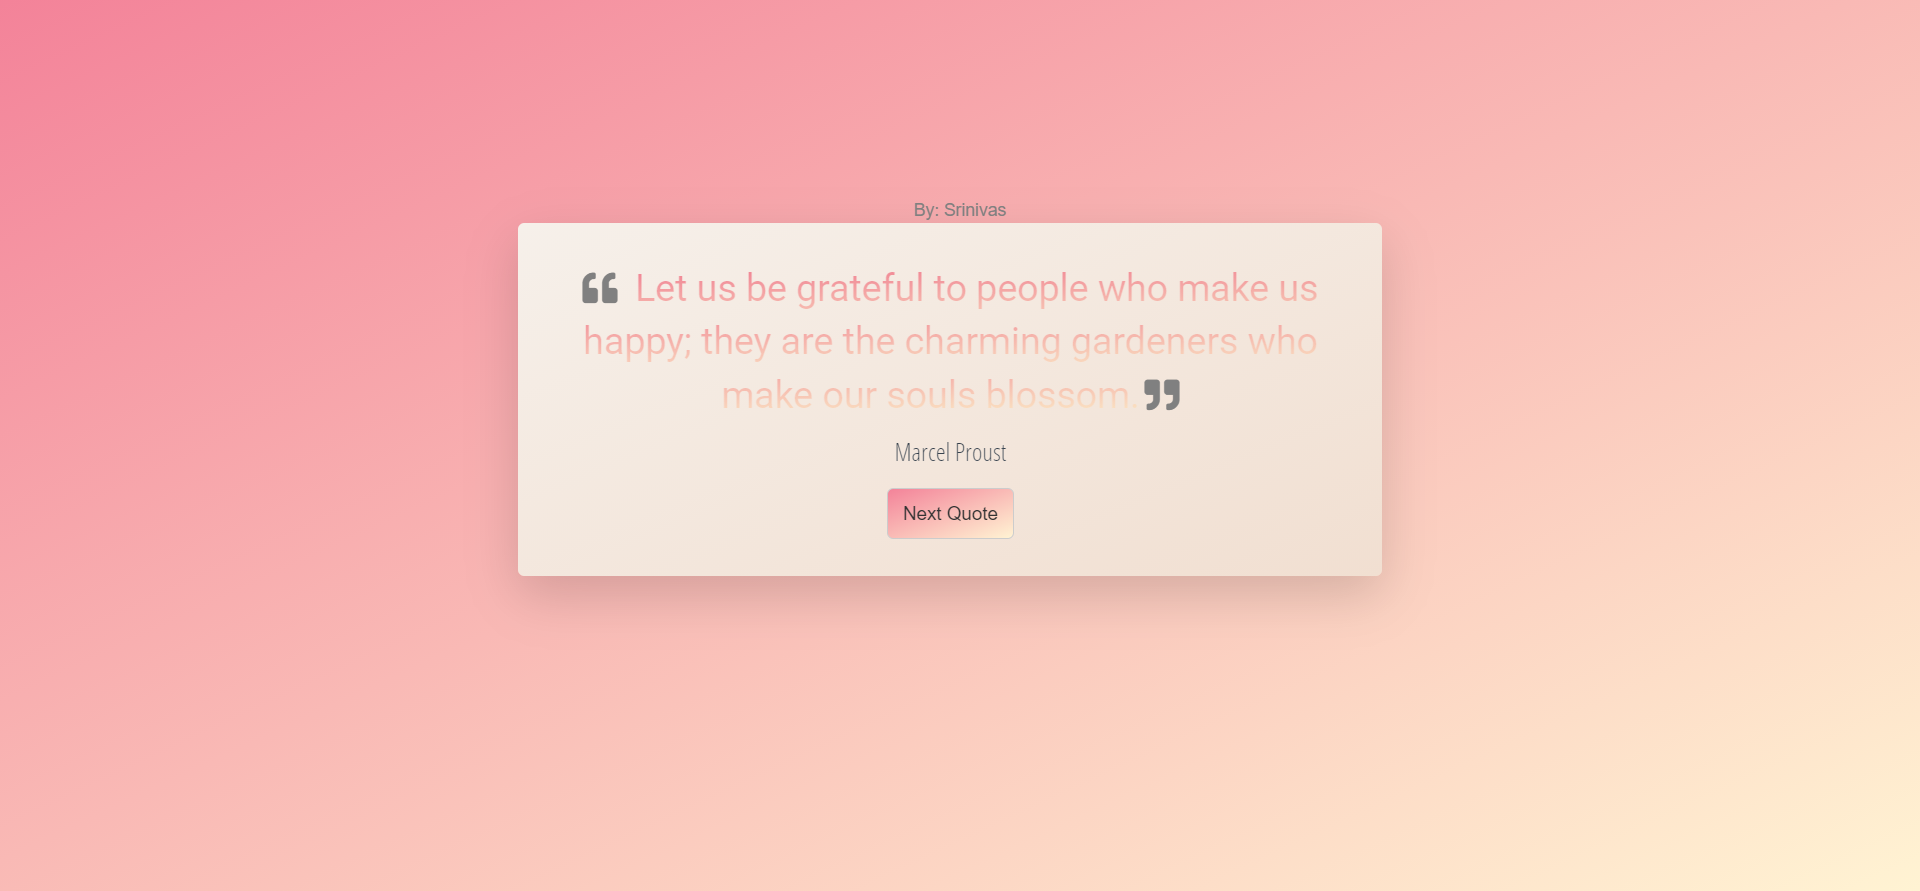 By: Srinivas
“ Let us be grateful to people who make us
happy; they are the charming gardeners who
make our souls blossom. ”
Marcel Proust
Next Quote